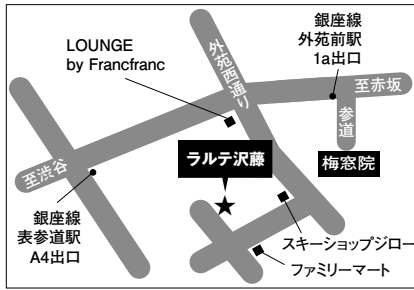 LOUNGE
by Francfranc
外苑西通り
銀座線
外苑前駅
1a出口
至赤坂
参道
梅窓院
ラルテ沢藤
至渋谷
銀座線
表参道駅
A4出口
スキーショップジロー
ファミリーマート